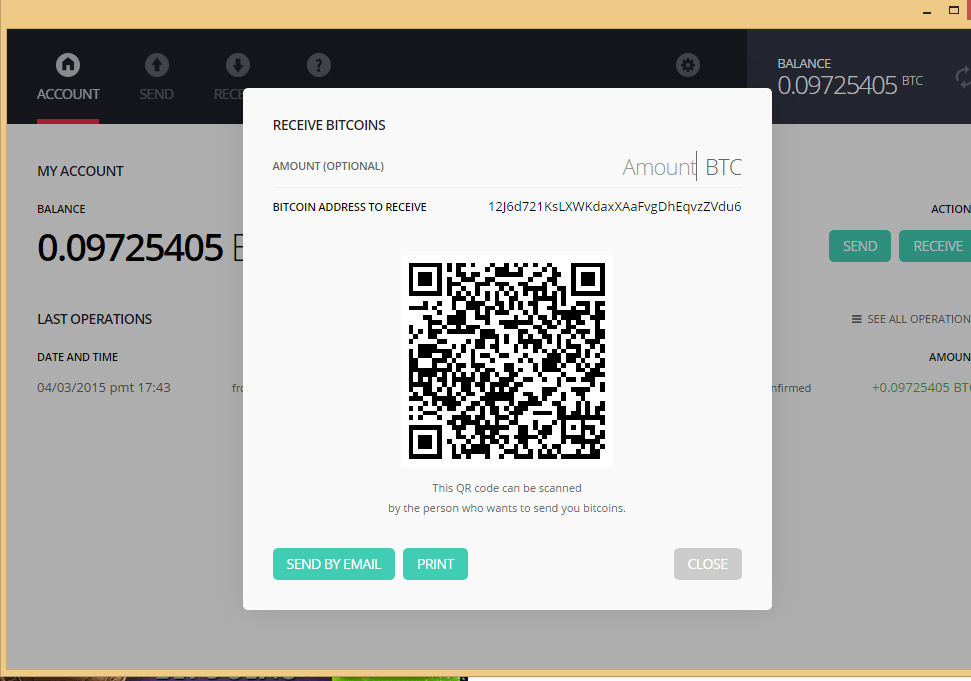 ACCOUNT
SEND
RECE
?
BALANCE
0.09725405 BTC
RECEIVE BITCOINS
AMOUNT (OPTIONAL)
Amount BTC
BITCOIN ADDRESS TO RECEIVE
12J6d721KsLXWKdaxXAaFvgDhEqvzZVdu6
This QR code can be scanned
by the person who wants to send you bitcoins.
SEND BY EMAIL
PRINT
CLOSE
MY ACCOUNT
BALANCE
ACTION
0.09725405
SEND
RECEIVE
LAST OPERATIONS
SEE ALL OPERATION
DATE AND TIME
AMOUN
04/03/2015 pmt 17:43
fro
nfirmed
+0.09725405 BT